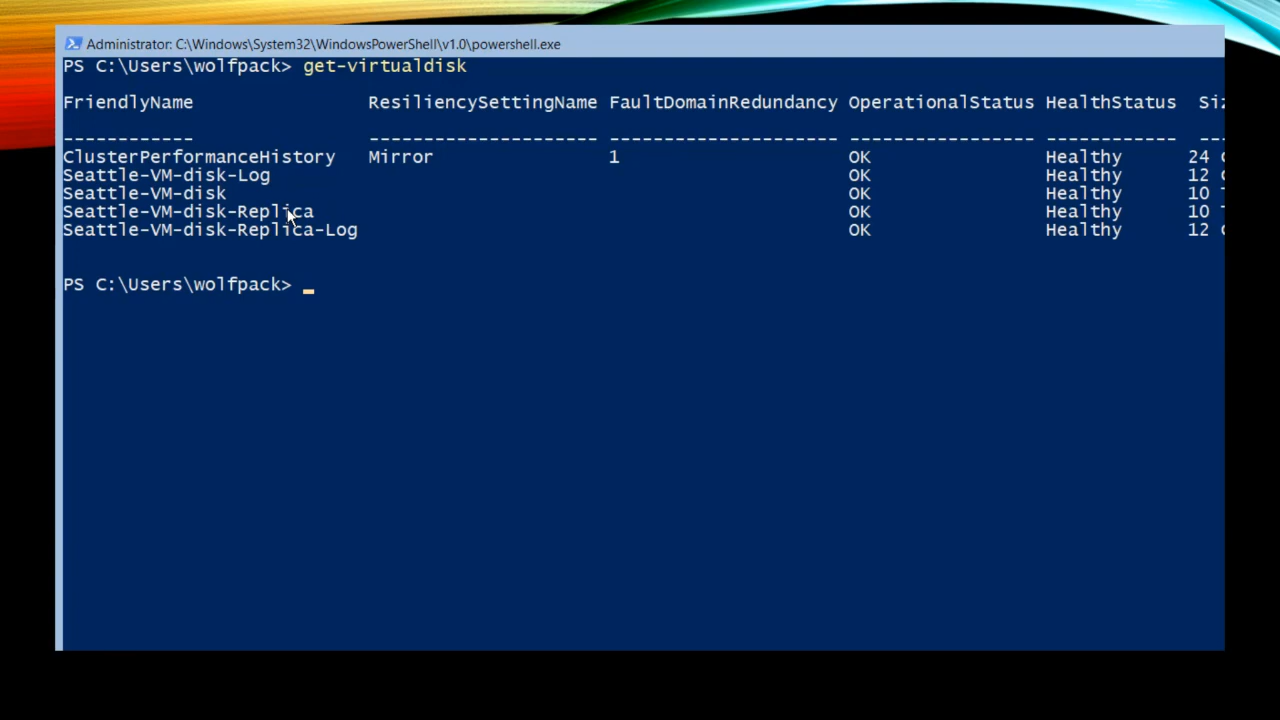 Administrator: C:\Windows\System32\WindowsPowerShell\v1.0\powershell.exe
PS C:\Users\wolfpack> get-virtualdisk
FriendlyName ResiliencySettingName FaultDomainRedundancy OperationalStatus HealthStatus
------------ --------------------- --------------------- ----------------- ------------ --
ClusterPerformanceHistory Mirror 1 OK Healthy 24
Seattle-VM-disk-Log OK Healthy 12
Seattle-VM-disk OK Healthy 10
Seattle-VM-disk-Replica OK Healthy 10
Seattle-VM-disk-Replica-Log OK Healthy 12
PS C:\Users\wolfpack>